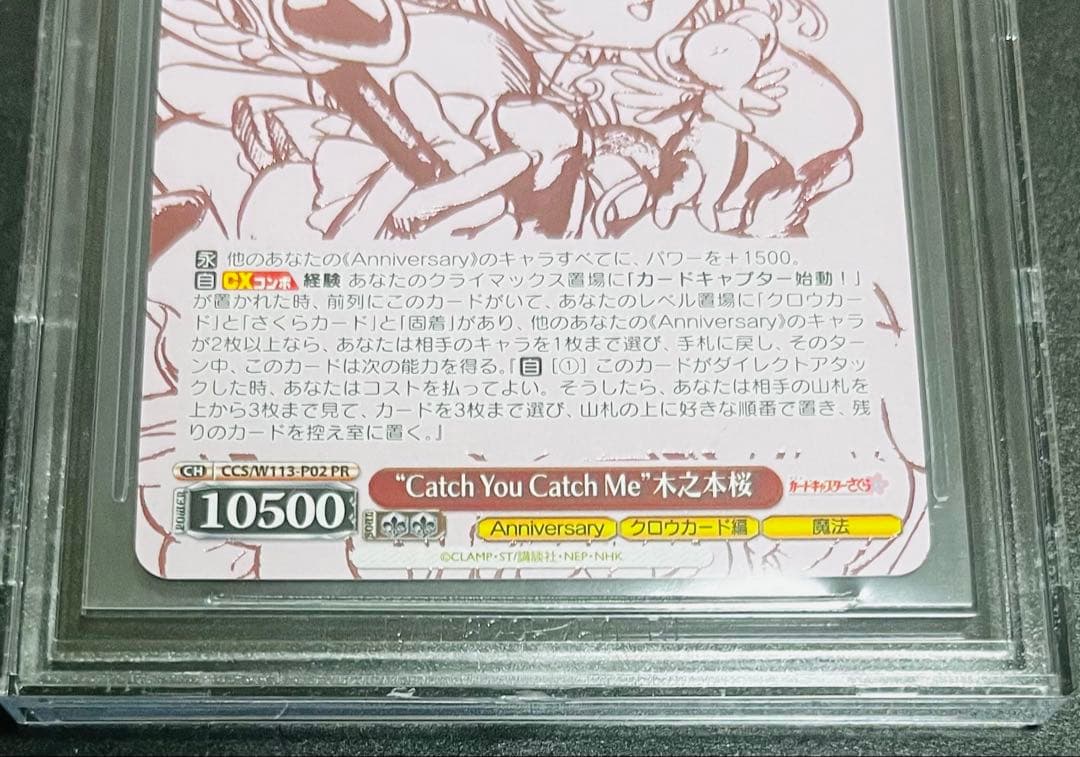 永 他のあなたの《Anniversary》のキャラすべてに、パワーを＋1500。
自 CXコンボ 経験 あなたのクライマックス置場に「カードキャプター始動！」
が置かれた時、前列にこのカードがいて、あなたのレベル置場に「クロウカー
ド」と「さくらカード」と「固着」があり、他のあなたの《Anniversary》のキャラ
が2枚以上なら、あなたは相手のキャラを1枚まで選び、手札に戻し、そのター
ン中、このカードは次の能力を得る。『自 [①] このカードがダイレクトアタッ
クした時、あなたはコストを払ってよい。そうしたら、あなたは相手の山札を
上から3枚まで見て、カードを3枚まで選び、山札の上に好きな順番で置き、残
りのカードを控え室に置く。』
CH CCS/W113-P02 PR
"Catch You Catch Me"木之本桜
カードキャプターさくら
POWER 10500 SOUL
Anniversary クロウカード編 魔法
©CLAMP・ST/講談社・NEP・NHK